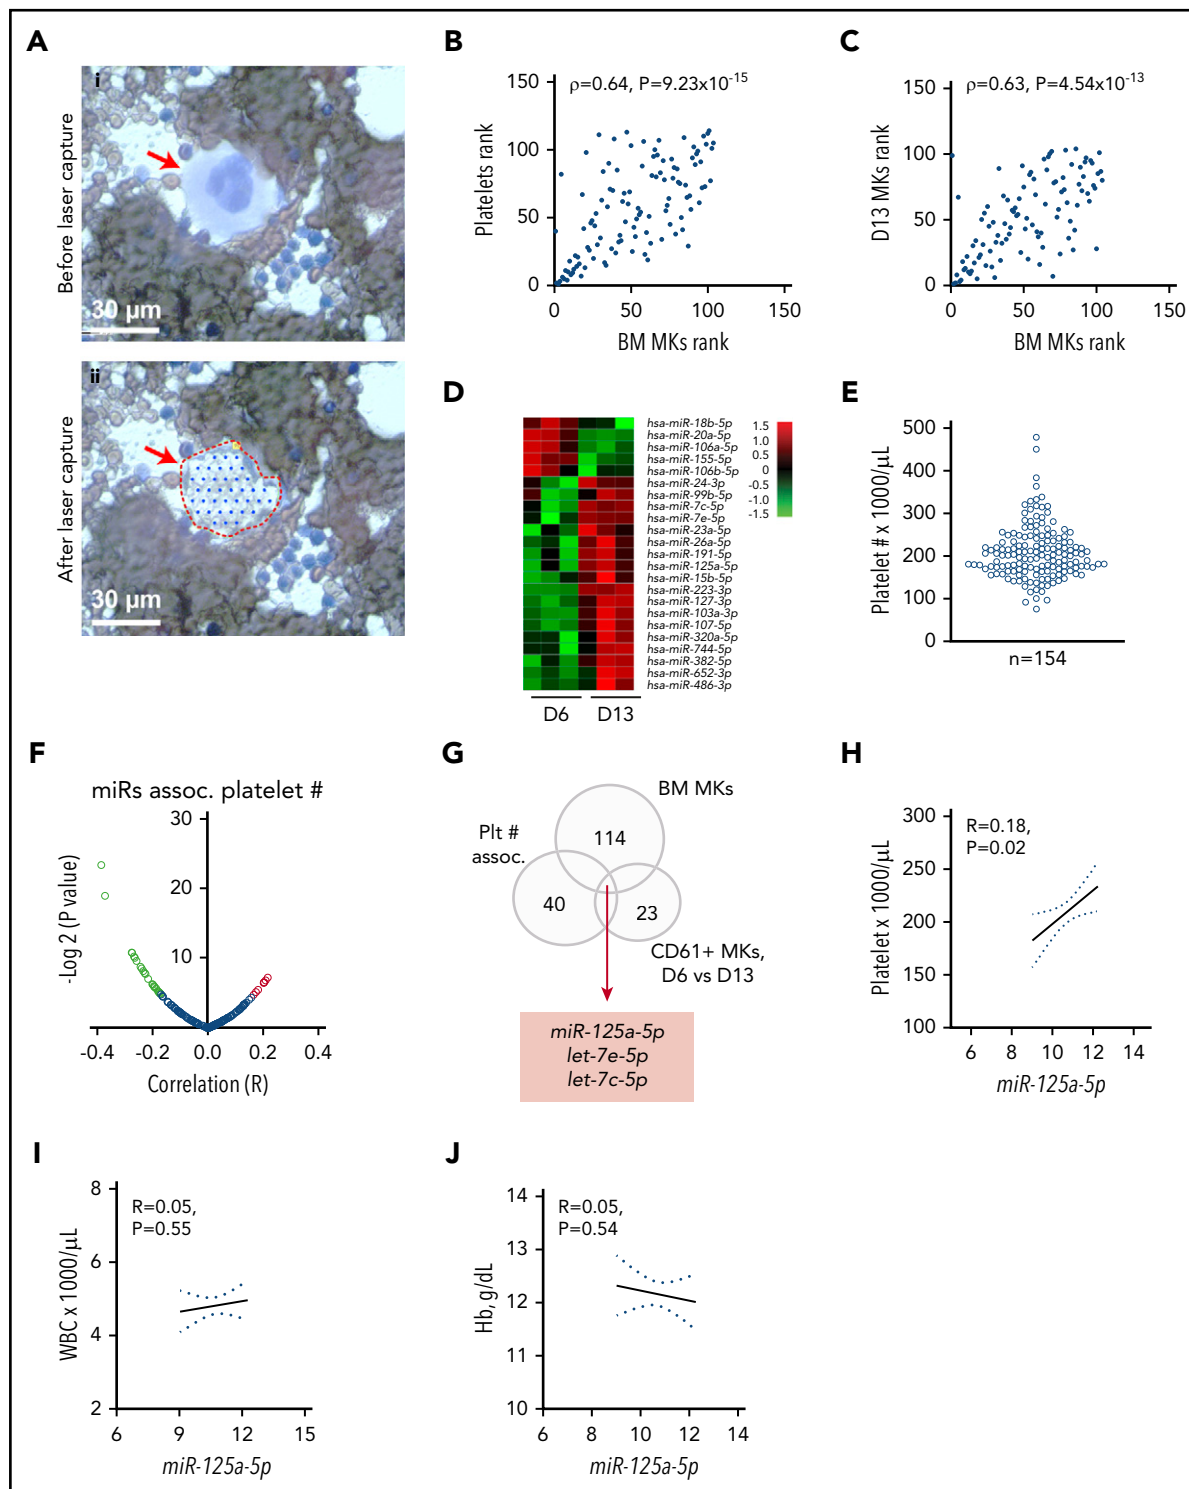 A
i
Before laser capture
30 µm
ii
After laser capture
30 µm
B
ρ=0.64, P=9.23x10-15
150
100
50
0
Platelets rank
0 50 100 150
BM MKs rank
C
ρ=0.63, P=4.54x10-13
150
100
50
0
D13 MKs rank
0 50 100 150
BM MKs rank
D
hsa-miR-18b-5p
hsa-miR-20a-5p
hsa-miR-106a-5p
hsa-miR-155-5p
hsa-miR-106b-5p
hsa-miR-24-3p
hsa-miR-99b-5p
hsa-miR-7c-5p
hsa-miR-7e-5p
hsa-miR-23a-5p
hsa-miR-26a-5p
hsa-miR-191-5p
hsa-miR-125a-5p
hsa-miR-15b-5p
hsa-miR-223-3p
hsa-miR-127-3p
hsa-miR-103a-3p
hsa-miR-107-5p
hsa-miR-320a-5p
hsa-miR-744-5p
hsa-miR-382-5p
hsa-miR-652-3p
hsa-miR-486-3p
1.5
1.0
0.5
0
-0.5
-1.0
-1.5
D6 D13
E
500
400
300
200
100
0
Platelet # x 1000/µL
n=154
F
miRs assoc. platelet #
30
20
10
-Log 2 (P value)
-0.4 -0.2 0.0 0.2 0.4
Correlation (R)
G
BM MKs
Plt #
assoc.
114
40
23
CD61+ MKs,
D6 vs D13
miR-125a-5p
let-7e-5p
let-7c-5p
H
R=0.18,
P=0.02
300
250
200
150
100
Platelet x 1000/µL
6 8 10 12 14
miR-125a-5p
I
R=0.05,
P=0.55
8
6
4
2
WBC x 1000/µL
6 9 12 15
miR-125a-5p
J
R=0.05,
P=0.54
14
13
12
11
10
Hb, g/dL
6 8 10 12 14
miR-125a-5p